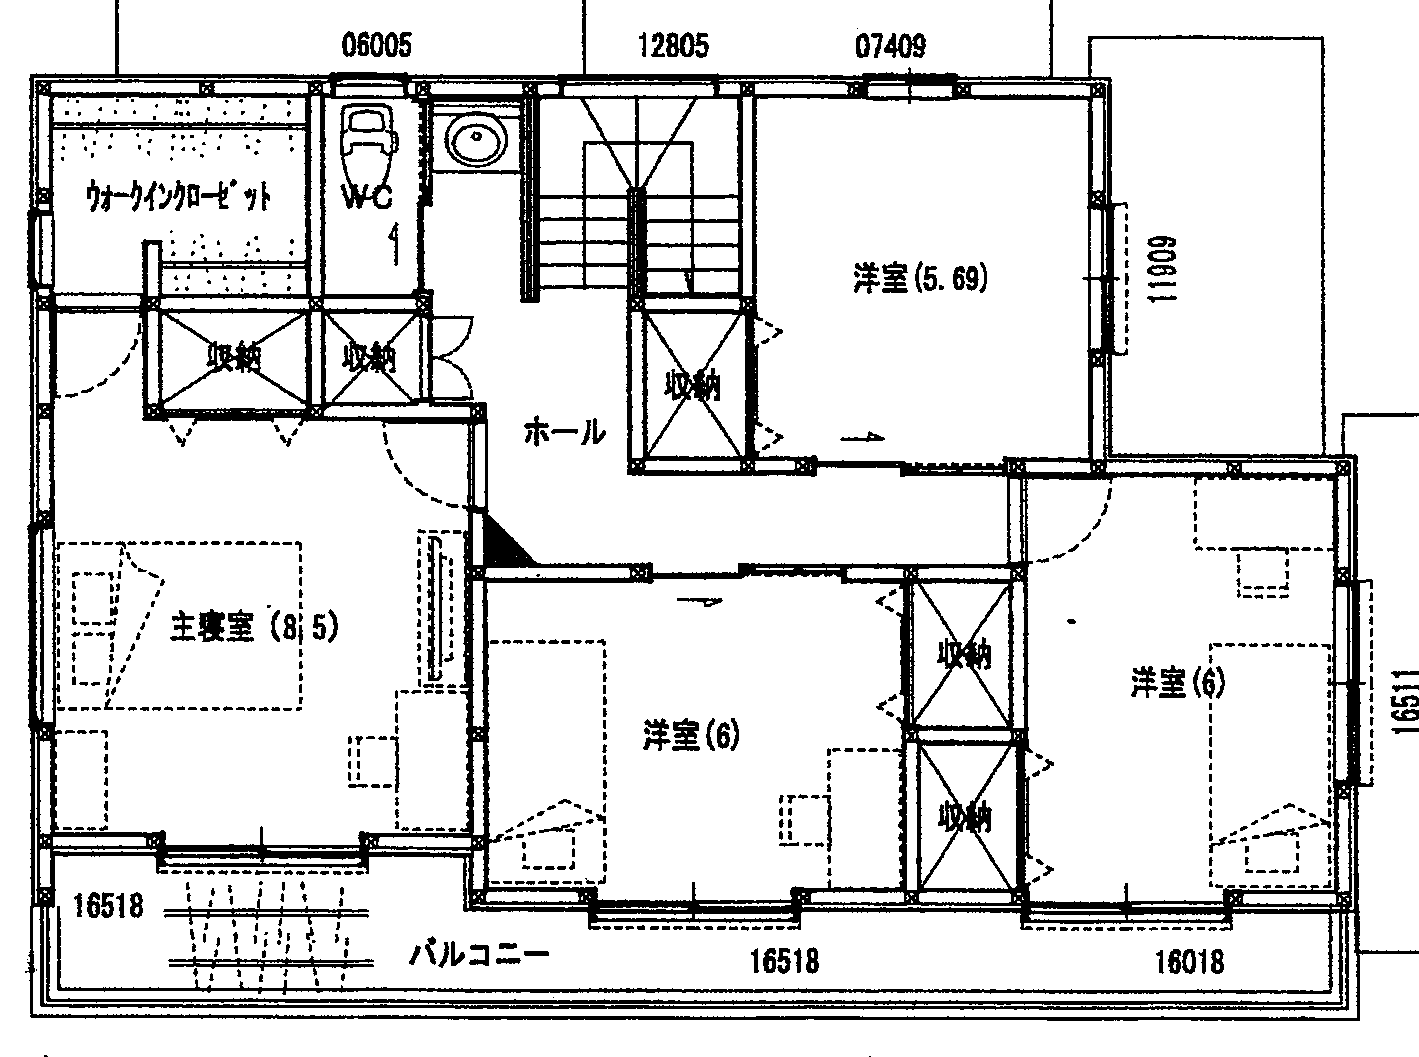 06005
12805
07409
ウォークインクローゼット
WC
洋室(5.69)
11909
収納
収納
収納
ホール
主寝室(8.5)
収納
洋室(6)
16511
洋室(6)
収納
16518
バルコニー
16518
16018